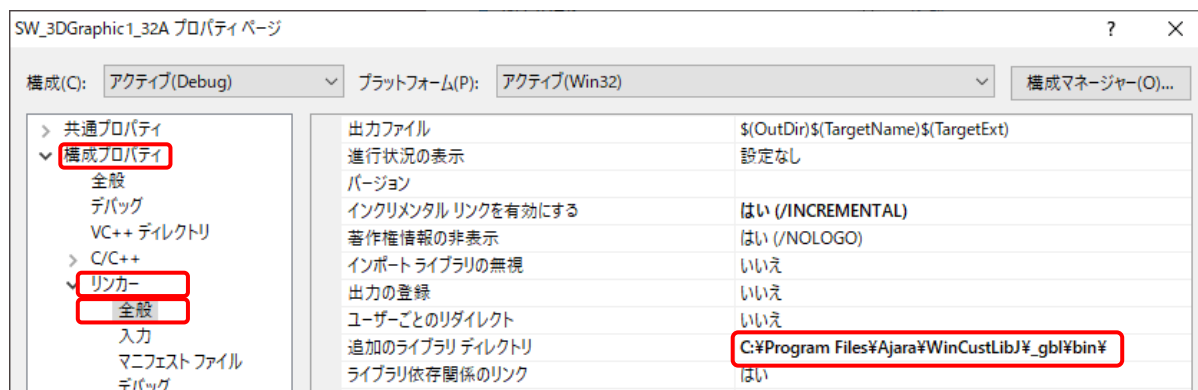 SW_3DGraphic1_32A プロパティ ページ ? ×
構成(C): アクティブ(Debug) プラットフォーム(P): アクティブ(Win32) 構成マネージャー(O)...
共通プロパティ
構成プロパティ
全般
デバッグ
VC++ ディレクトリ
C/C++
リンカー
全般
入力
マニフェスト ファイル
デバッグ
出力ファイル $(OutDir)$(TargetName)$(TargetExt)
進行状況の表示 設定なし
バージョン
インクリメンタル リンクを有効にする はい (/INCREMENTAL)
著作権情報の非表示 はい (/NOLOGO)
インポート ライブラリの無視 いいえ
出力の登録 いいえ
ユーザーごとのリダイレクト いいえ
追加のライブラリ ディレクトリ C:¥Program Files¥Ajara¥WinCustLibJ¥_gbl¥bin¥
ライブラリ依存関係のリンク はい